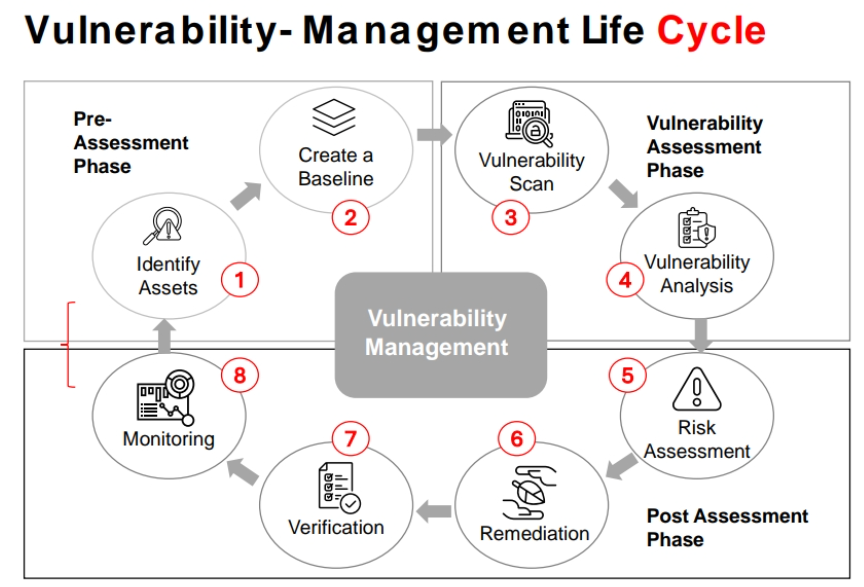 Vulnerability- Management Life Cycle
Pre-
Assessment
Phase
Create a
Baseline
2
Identify
Assets
1
Vulnerability
Scan
3
Vulnerability
Assessment
Phase
Vulnerability
Analysis
4
Vulnerability
Management
5
Risk
Assessment
6
Remediation
7
Verification
8
Monitoring
Post Assessment
Phase